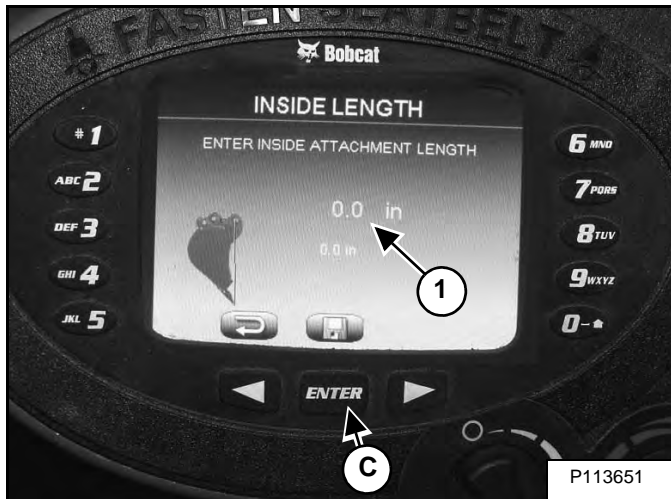 FASTEN SEATBELT
Bobcat
INSIDE LENGTH
ENTER INSIDE ATTACHMENT LENGTH
0.0 in
0.0 in
1
# 1
ABC 2
DEF 3
GHI 4
JKL 5
6 MNO
7 PQRS
8 TUV
9 WXYZ
0-
ENTER
C
P113651